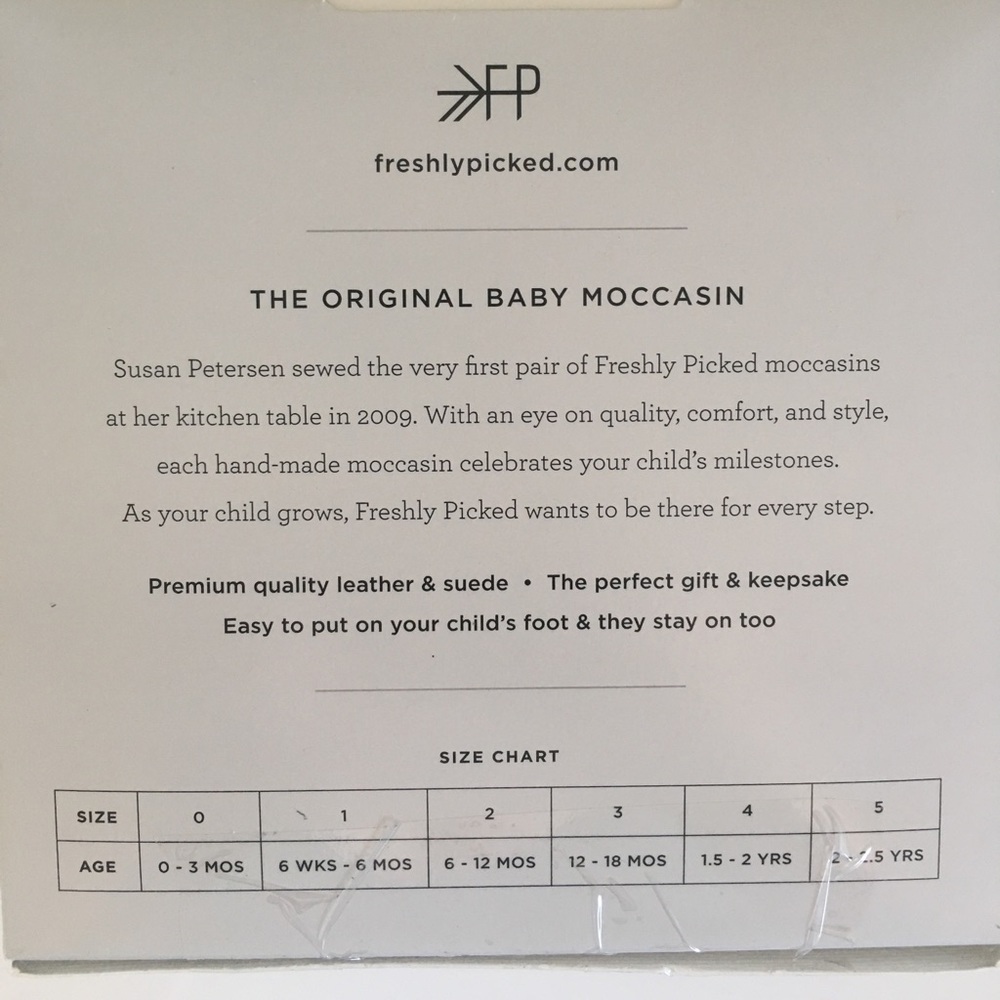 FP
freshlypicked.com
THE ORIGINAL BABY MOCCASIN
Susan Petersen sewed the very first pair of Freshly Picked moccasins
at her kitchen table in 2009. With an eye on quality, comfort, and style,
each hand-made moccasin celebrates your child's milestones.
As your child grows, Freshly Picked wants to be there for every step.
Premium quality leather & suede • The perfect gift & keepsake
Easy to put on your child's foot & they stay on too
SIZE CHART
SIZE 0 1 2 3 4 5
AGE 0 - 3 MOS 6 WKS - 6 MOS 6 - 12 MOS 12 - 18 MOS 1.5 - 2 YRS 2 - 2.5 YRS